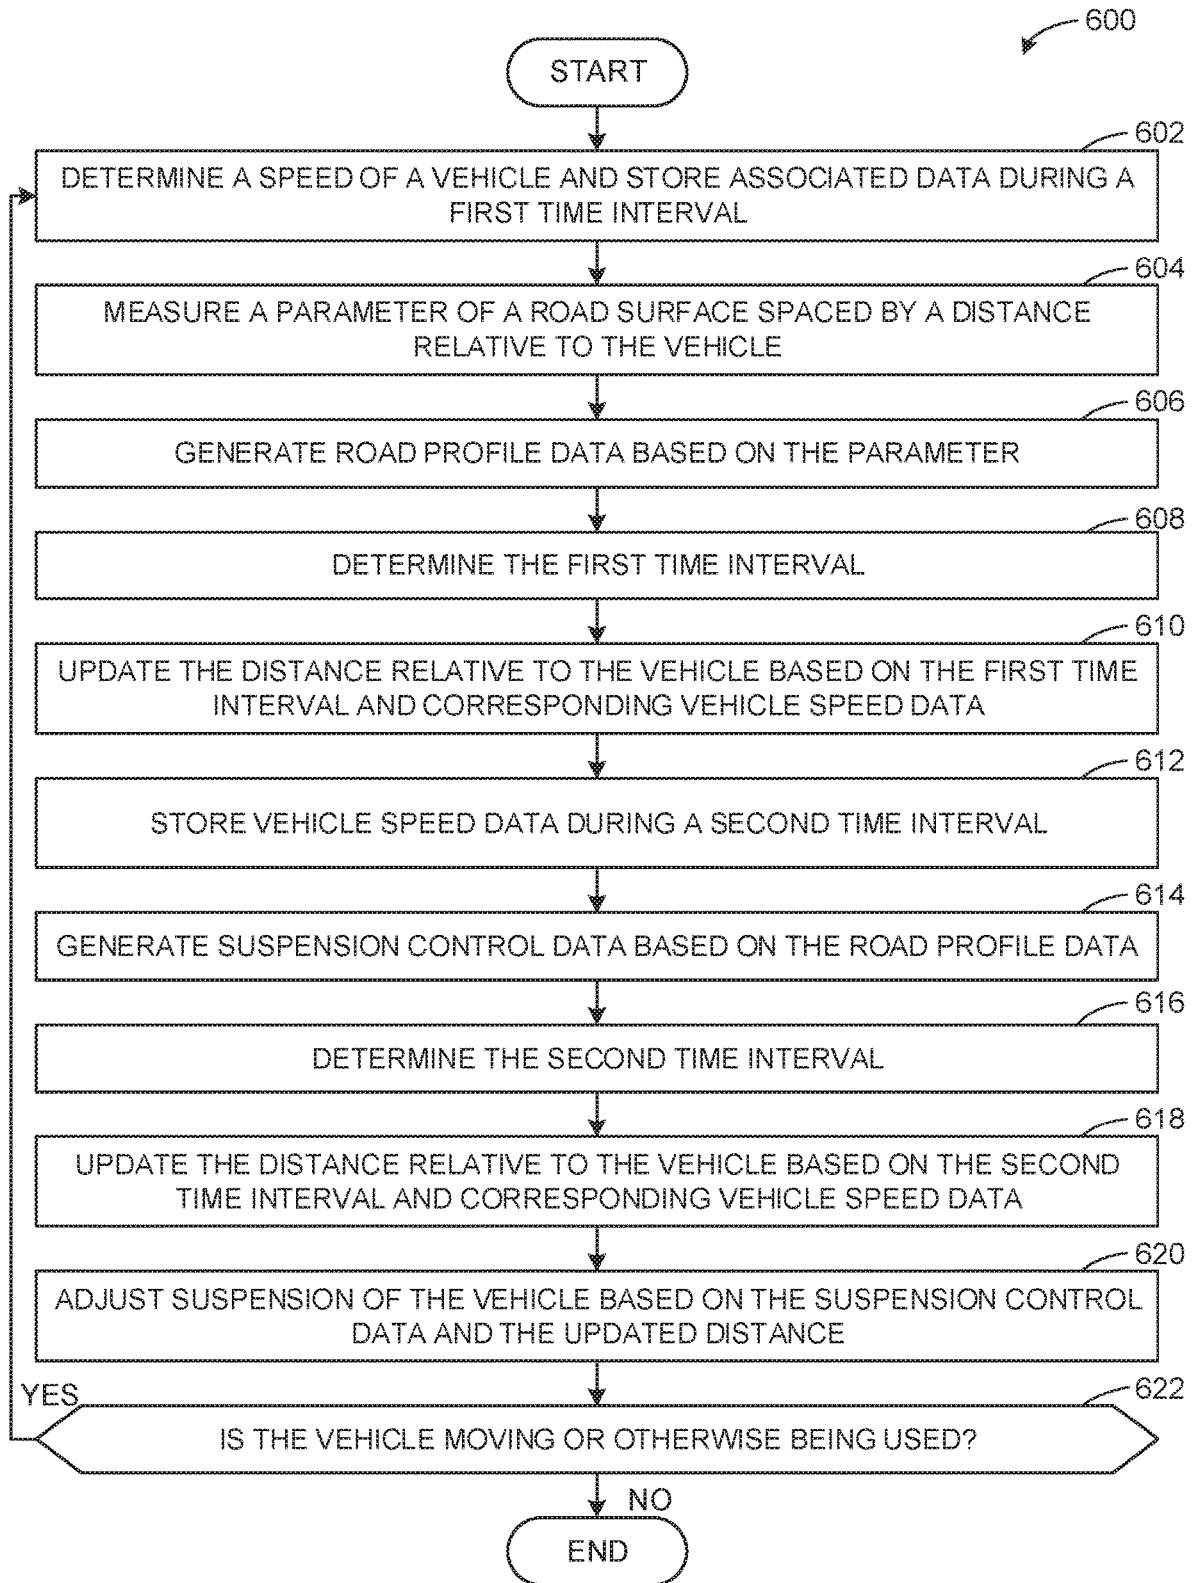 600
START
602
DETERMINE A SPEED OF A VEHICLE AND STORE ASSOCIATED DATA DURING A
FIRST TIME INTERVAL
604
MEASURE A PARAMETER OF A ROAD SURFACE SPACED BY A DISTANCE
RELATIVE TO THE VEHICLE
606
GENERATE ROAD PROFILE DATA BASED ON THE PARAMETER
608
DETERMINE THE FIRST TIME INTERVAL
610
UPDATE THE DISTANCE RELATIVE TO THE VEHICLE BASED ON THE FIRST TIME
INTERVAL AND CORRESPONDING VEHICLE SPEED DATA
612
STORE VEHICLE SPEED DATA DURING A SECOND TIME INTERVAL
614
GENERATE SUSPENSION CONTROL DATA BASED ON THE ROAD PROFILE DATA
616
DETERMINE THE SECOND TIME INTERVAL
618
UPDATE THE DISTANCE RELATIVE TO THE VEHICLE BASED ON THE SECOND
TIME INTERVAL AND CORRESPONDING VEHICLE SPEED DATA
620
ADJUST SUSPENSION OF THE VEHICLE BASED ON THE SUSPENSION CONTROL
DATA AND THE UPDATED DISTANCE
YES
622
IS THE VEHICLE MOVING OR OTHERWISE BEING USED?
NO
END